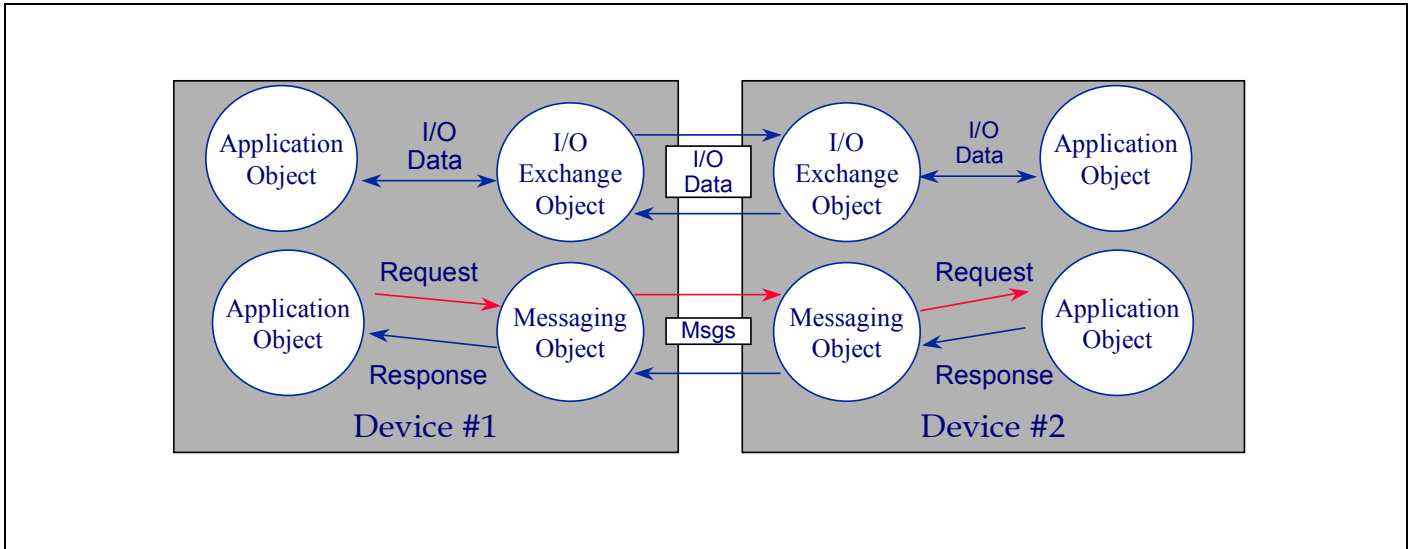 Application
Object
I/O
Data
I/O
Exchange
Object
I/O
Data
I/O
Exchange
Object
I/O
Data
Application
Object
Application
Object
Request
Response
Messaging
Object
Msgs
Messaging
Object
Request
Response
Application
Object
Device #1
Device #2